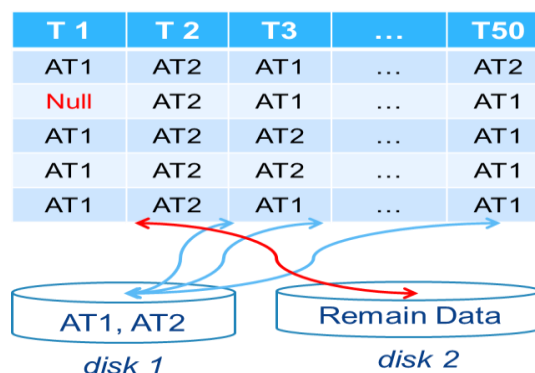 T 1 T 2 T3 ... T50
AT1 AT2 AT1 ... AT2
Null AT2 AT1 ... AT1
AT1 AT2 AT2 ... AT1
AT1 AT2 AT2 ... AT1
AT1 AT2 AT1 ... AT1
AT1, AT2 Remain Data
disk 1 disk 2